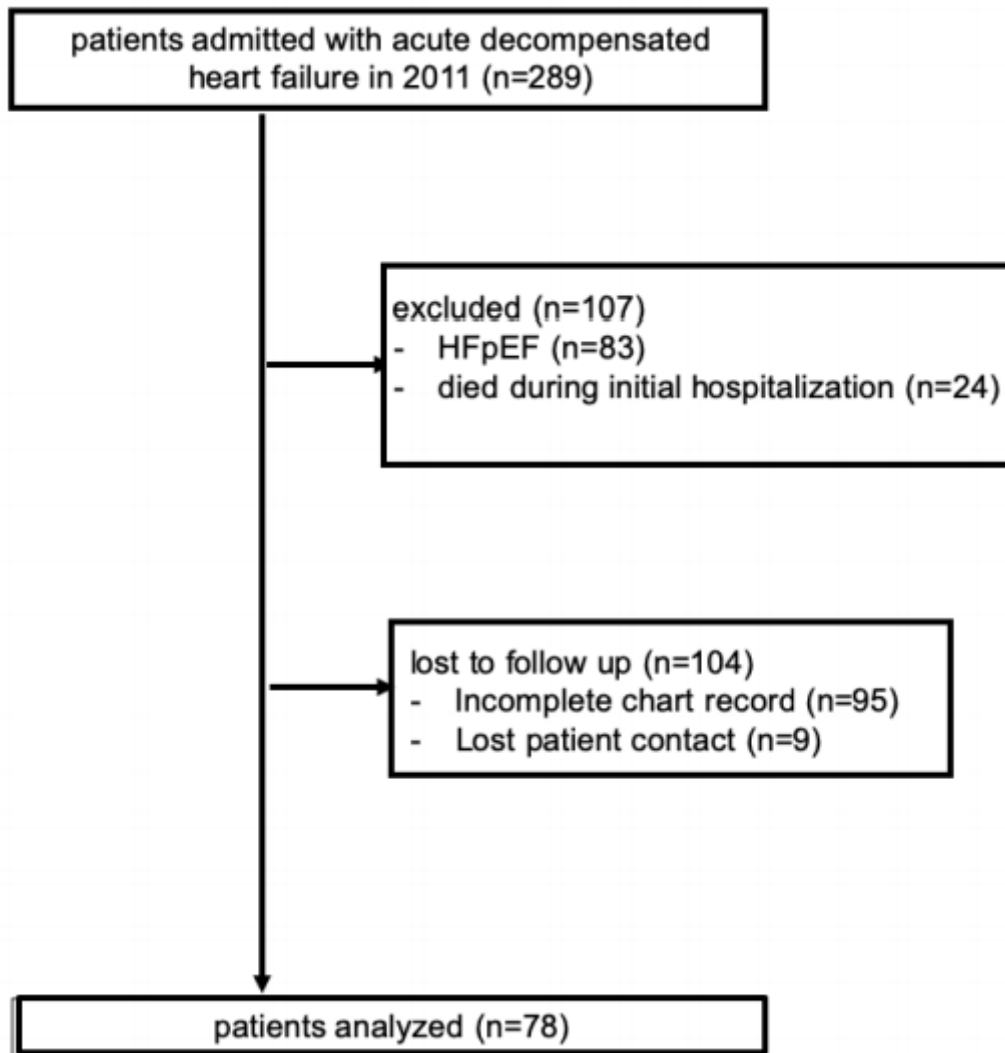 patients admitted with acute decompensated
heart failure in 2011 (n=289)
excluded (n=107)
- HFpEF (n=83)
- died during initial hospitalization (n=24)
lost to follow up (n=104)
- Incomplete chart record (n=95)
- Lost patient contact (n=9)
patients analyzed (n=78)